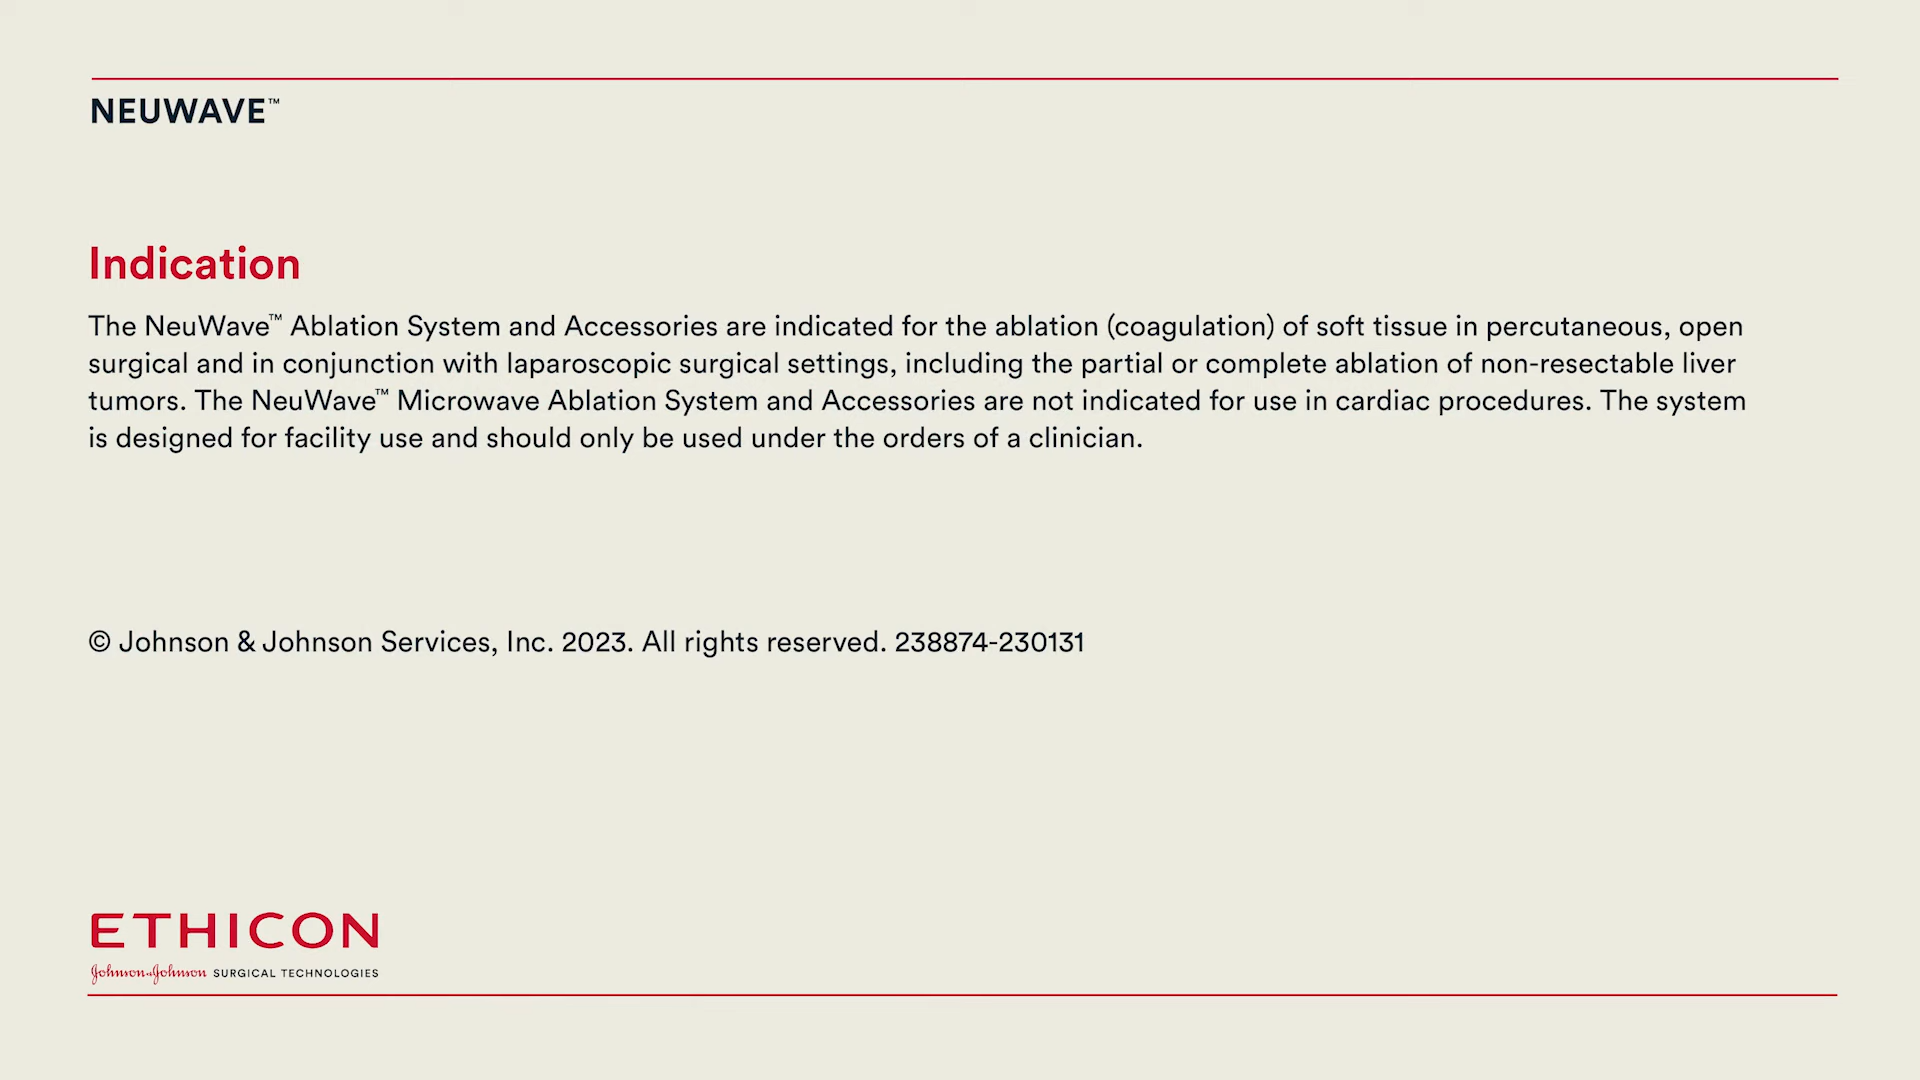 NEUWAVE™
Indication
The NeuWave™ Ablation System and Accessories are indicated for the ablation (coagulation) of soft tissue in percutaneous, open
surgical and in conjunction with laparoscopic surgical settings, including the partial or complete ablation of non-resectable liver
tumors. The NeuWave™ Microwave Ablation System and Accessories are not indicated for use in cardiac procedures. The system
is designed for facility use and should only be used under the orders of a clinician.
© Johnson & Johnson Services, Inc. 2023. All rights reserved. 238874-230131
ETHICON
Johnson & Johnson SURGICAL TECHNOLOGIES